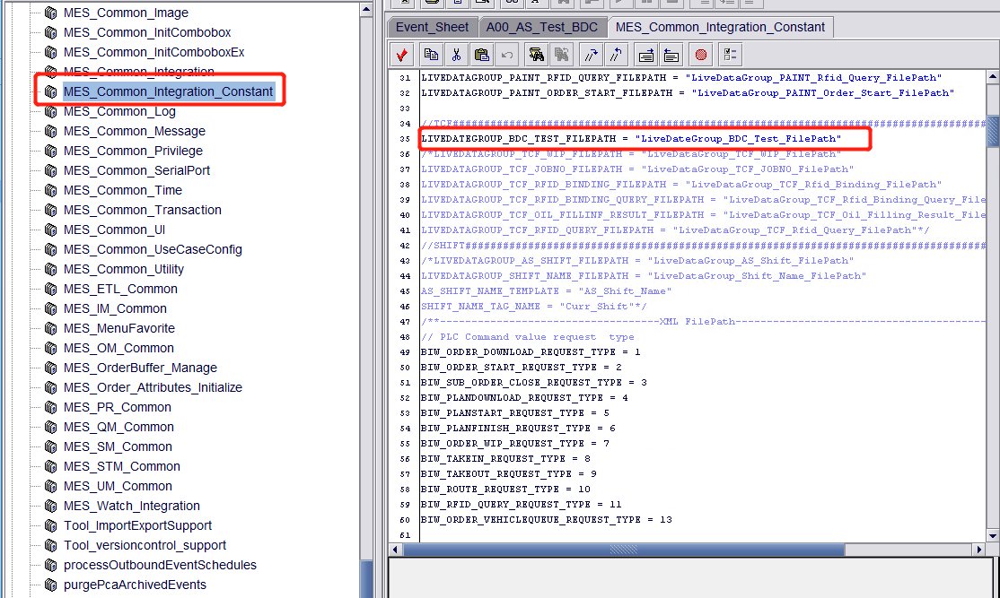 MES_Common_Image
MES_Common_InitCombobox
MES_Common_InitComboboxEx
MES_Common_Integration
MES_Common_Integration_Constant
MES_Common_Log
MES_Common_Message
MES_Common_Privilege
MES_Common_SerialPort
MES_Common_Time
MES_Common_Transaction
MES_Common_UI
MES_Common_UseCaseConfig
MES_Common_Utility
MES_ETL_Common
MES_IM_Common
MES_MenuFavorite
MES_OM_Common
MES_OrderBuffer_Manage
MES_Order_Attributes_Initialize
MES_PR_Common
MES_QM_Common
MES_SM_Common
MES_STM_Common
MES_UM_Common
MES_Watch_Integration
Tool_ImportExportSupport
Tool_versioncontrol_support
processOutboundEventSchedules
purgePcaArchivedEvents
Event_Sheet A00_AS_Test_BDC MES_Common_Integration_Constant
31 LIVEDATAGROUP_PAINT_RFID_QUERY_FILEPATH = "LiveDataGroup_PAINT_Rfid_Query_FilePath"
32 LIVEDATAGROUP_PAINT_ORDER_START_FILEPATH = "LiveDataGroup_PAINT_Order_Start_FilePath"
33
34 //TCF##########################################################################################
35 LIVEDATEGROUP_BDC_TEST_FILEPATH = "LiveDateGroup_BDC_Test_FilePath"
36 /*LIVEDATAGROUP_TCF_WIP_FILEPATH = "LiveDataGroup_TCF_WIP_FilePath"
37 LIVEDATAGROUP_TCF_JOBNO_FILEPATH = "LiveDataGroup_TCF_JOBNO_FilePath"
38 LIVEDATAGROUP_TCF_RFID_BINDING_FILEPATH = "LiveDataGroup_TCF_Rfid_Binding_FilePath"
39 LIVEDATAGROUP_TCF_RFID_BINDING_QUERY_FILEPATH = "LiveDataGroup_TCF_Rfid_Binding_Query_File
40 LIVEDATAGROUP_TCF_OIL_FILLINF_RESULT_FILEPATH = "LiveDataGroup_TCF_Oil_Filling_Result_File
41 LIVEDATAGROUP_TCF_RFID_QUERY_FILEPATH = "LiveDataGroup_TCF_Rfid_Query_FilePath"*/
42 //SHIFT########################################################################################
43 /*LIVEDATAGROUP_AS_SHIFT_FILEPATH = "LiveDataGroup_AS_Shift_FilePath"
44 LIVEDATAGROUP_SHIFT_NAME_FILEPATH = "LiveDataGroup_Shift_Name_FilePath"
45 AS_SHIFT_NAME_TEMPLATE = "AS_Shift_Name"
46 SHIFT_NAME_TAG_NAME = "Curr_Shift"*/
47 /**-----------------------------------XML FilePath----------------------------------------
48 // PLC Command value request  type
49 BIW_ORDER_DOWNLOAD_REQUEST_TYPE = 1
50 BIW_ORDER_START_REQUEST_TYPE = 2
51 BIW_SUB_ORDER_CLOSE_REQUEST_TYPE = 3
52 BIW_PLANDOWNLOAD_REQUEST_TYPE = 4
53 BIW_PLANSTART_REQUEST_TYPE = 5
54 BIW_PLANFINISH_REQUEST_TYPE = 6
55 BIW_ORDER_WIP_REQUEST_TYPE = 7
56 BIW_TAKEIN_REQUEST_TYPE = 8
57 BIW_TAKEOUT_REQUEST_TYPE = 9
58 BIW_ROUTE_REQUEST_TYPE = 10
59 BIW_RFID_QUERY_REQUEST_TYPE = 11
60 BIW_ORDER_VEHICLEQUEUE_REQUEST_TYPE = 13
61